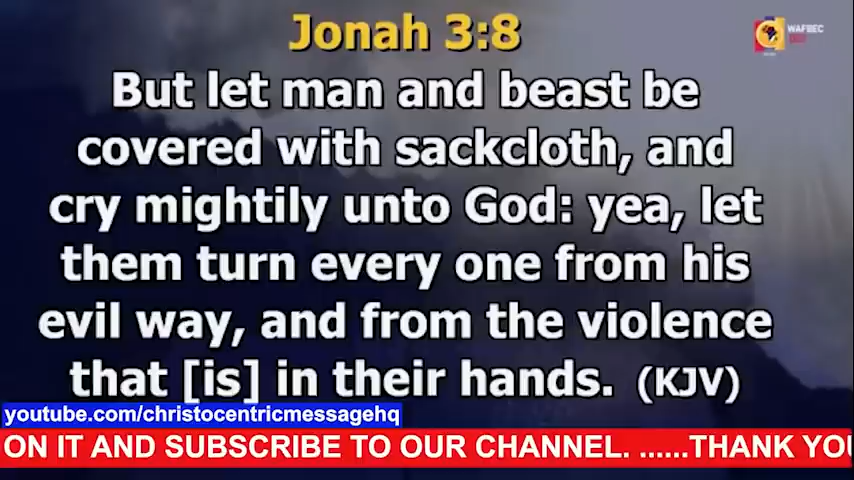 Jonah 3:8
WAFBEC
But let man and beast be
covered with sackcloth, and
cry mightily unto God: yea, let
them turn every one from his
evil way, and from the violence
that [is] in their hands. (KJV)
youtube.com/christocentricmessagehq
ON IT AND SUBSCRIBE TO OUR CHANNEL. ......THANK YOU